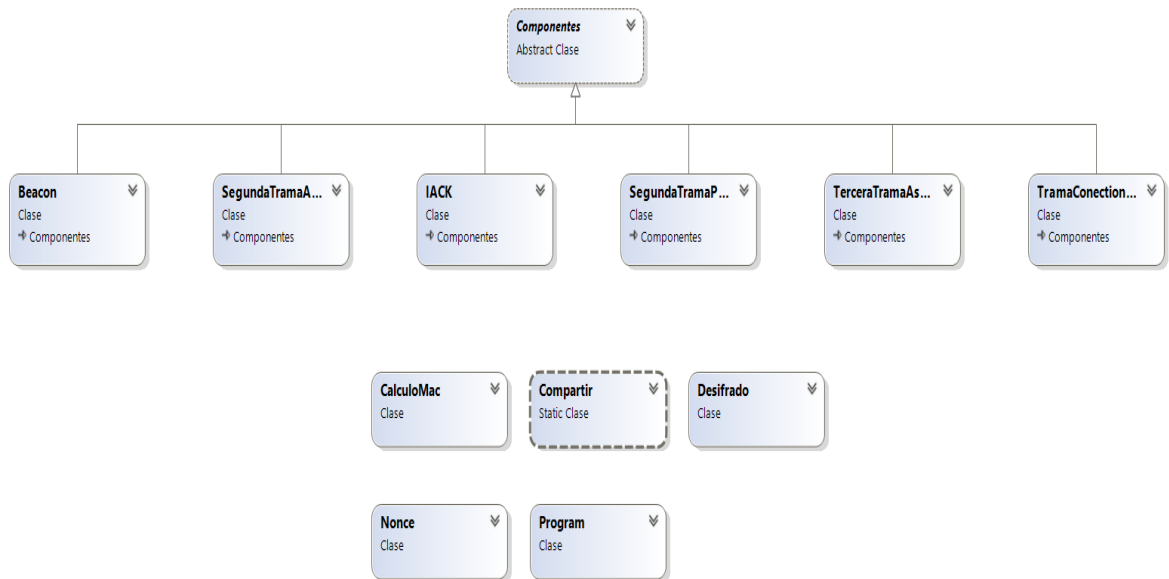 Componentes
Abstract Clase
Beacon
Clase
Componentes
SegundaTramaA...
Clase
Componentes
IACK
Clase
Componentes
SegundaTramaP...
Clase
Componentes
TerceraTramaAs...
Clase
Componentes
TramaConection...
Clase
Componentes
CalculoMac
Clase
Compartir
Static Clase
Desifrado
Clase
Nonce
Clase
Program
Clase